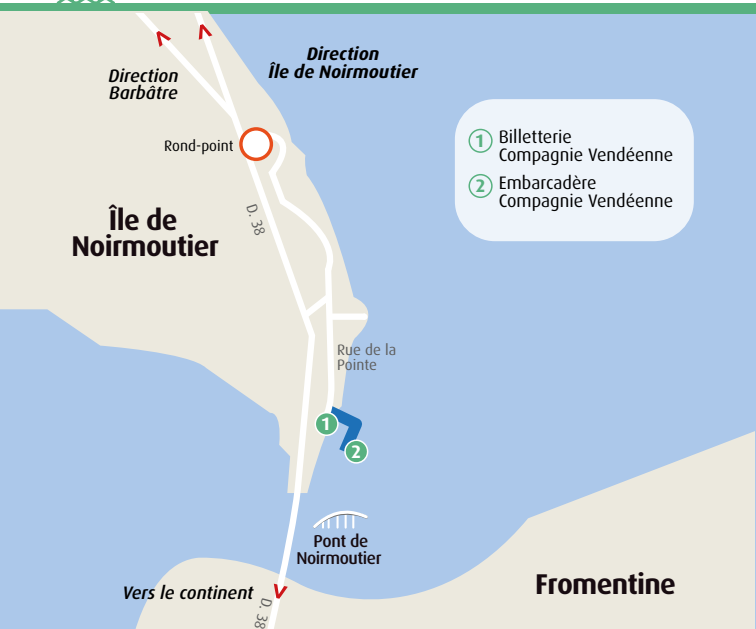 Direction
Île de Noirmoutier
Direction
Barbâtre
Rond-point
1 Billetterie
Compagnie Vendéenne
2 Embarcadère
Compagnie Vendéenne
Île de
Noirmoutier
D. 38
Rue de la
Pointe
1
2
Pont de
Noirmoutier
Vers le continent
D. 38
Fromentine